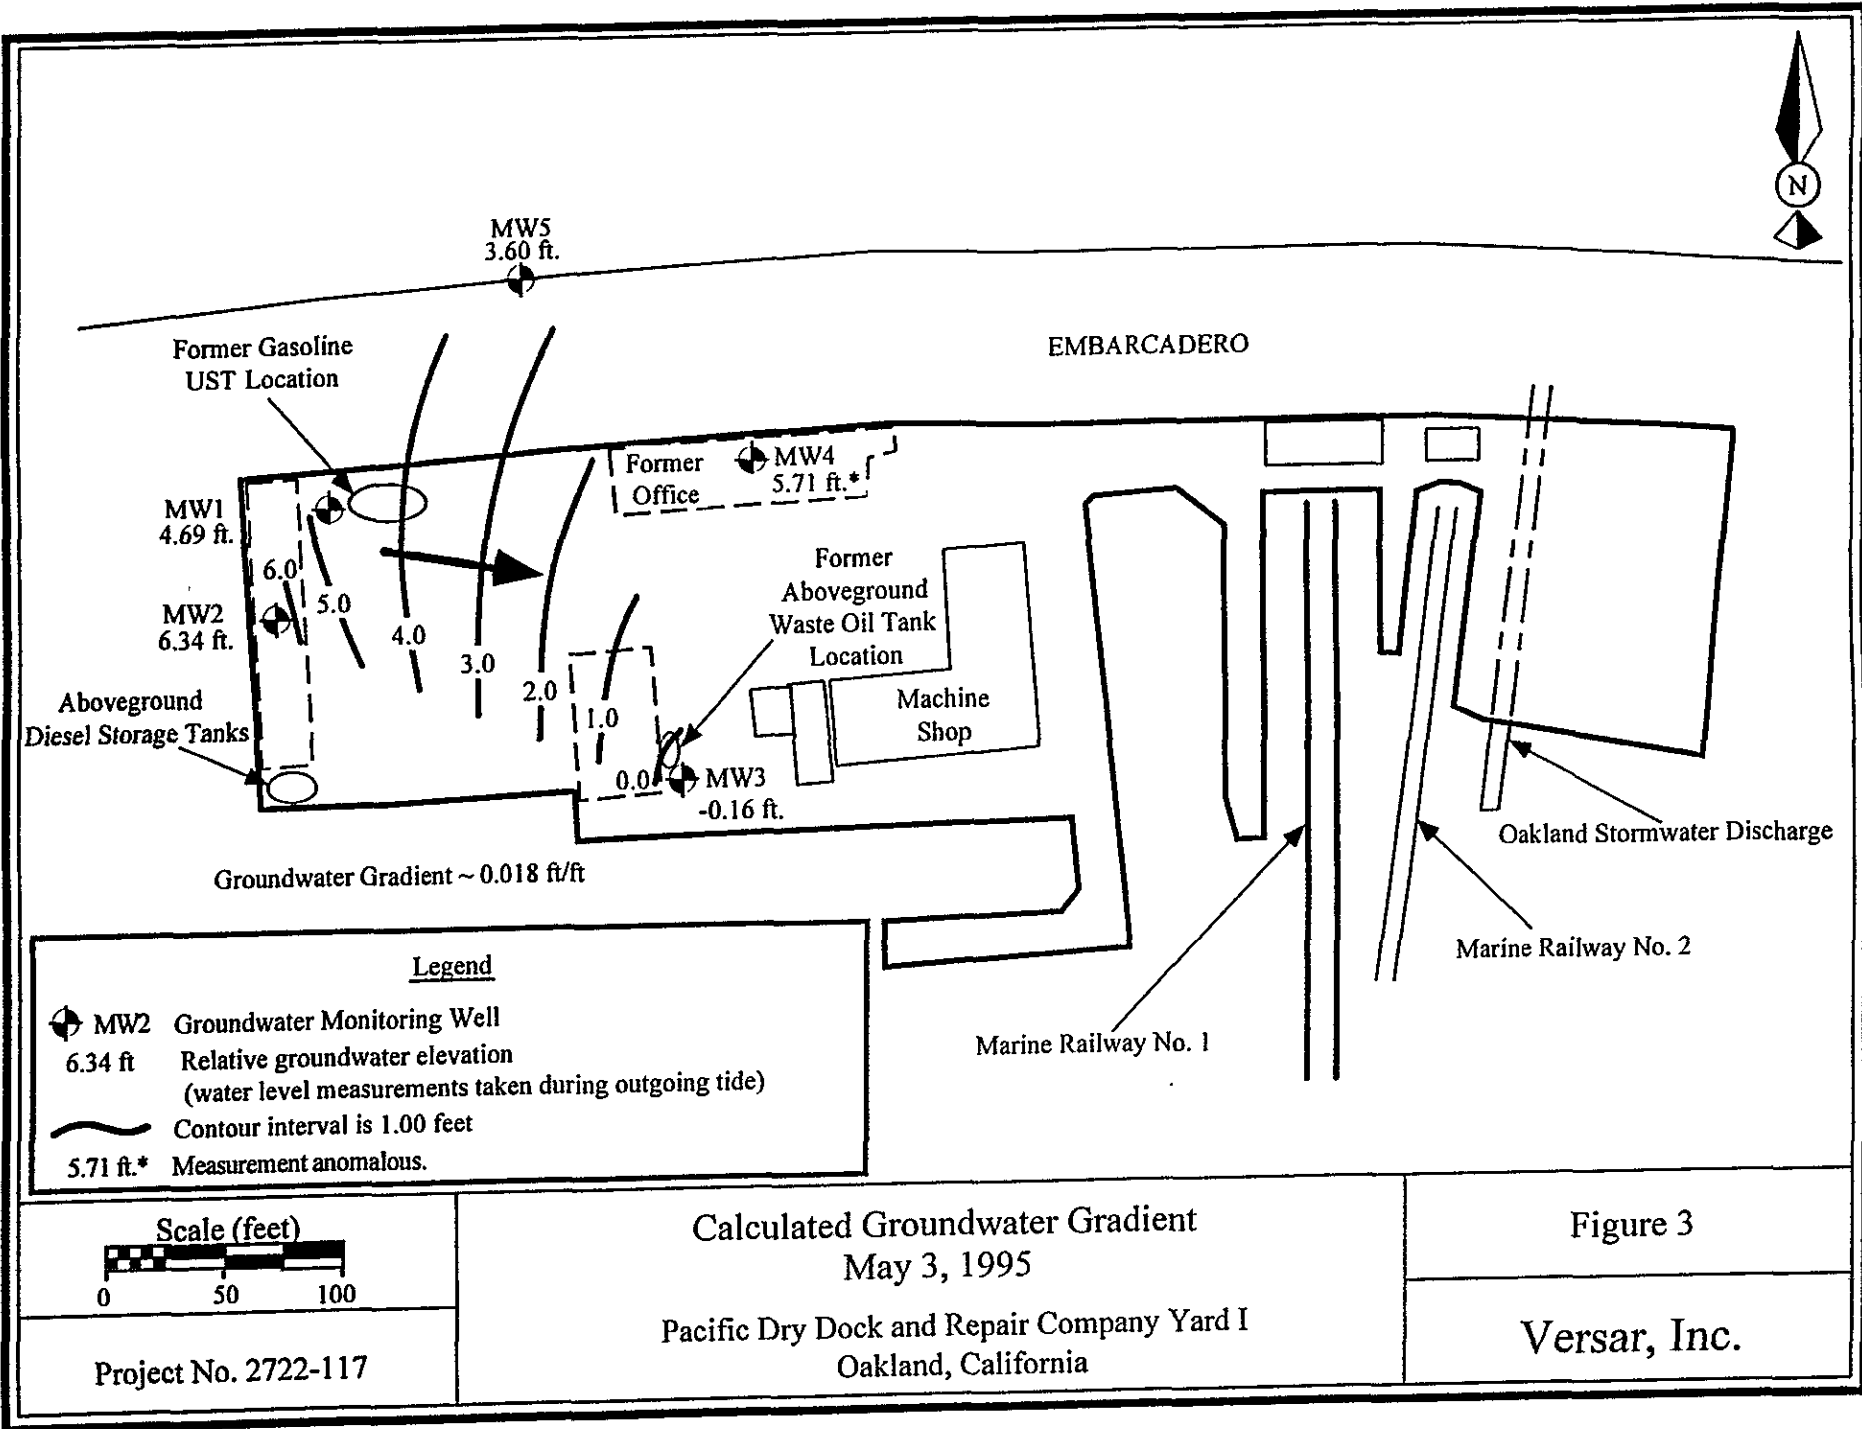 N
MW5
3.60 ft.
Former Gasoline
UST Location
EMBARCADERO
MW1
4.69 ft.
Former
Office
MW4
5.71 ft.*
6.0
5.0
4.0
3.0
2.0
1.0
0.0
MW2
6.34 ft.
Former
Aboveground
Waste Oil Tank
Location
Aboveground
Diesel Storage Tanks
Machine
Shop
MW3
-0.16 ft.
Oakland Stormwater Discharge
Groundwater Gradient ~ 0.018 ft/ft
Marine Railway No. 2
Marine Railway No. 1
Legend
MW2 Groundwater Monitoring Well
6.34 ft Relative groundwater elevation
(water level measurements taken during outgoing tide)
Contour interval is 1.00 feet
5.71 ft.* Measurement anomalous.
Scale (feet)
0 50 100
Project No. 2722-117
Calculated Groundwater Gradient
May 3, 1995
Pacific Dry Dock and Repair Company Yard I
Oakland, California
Figure 3
Versar, Inc.